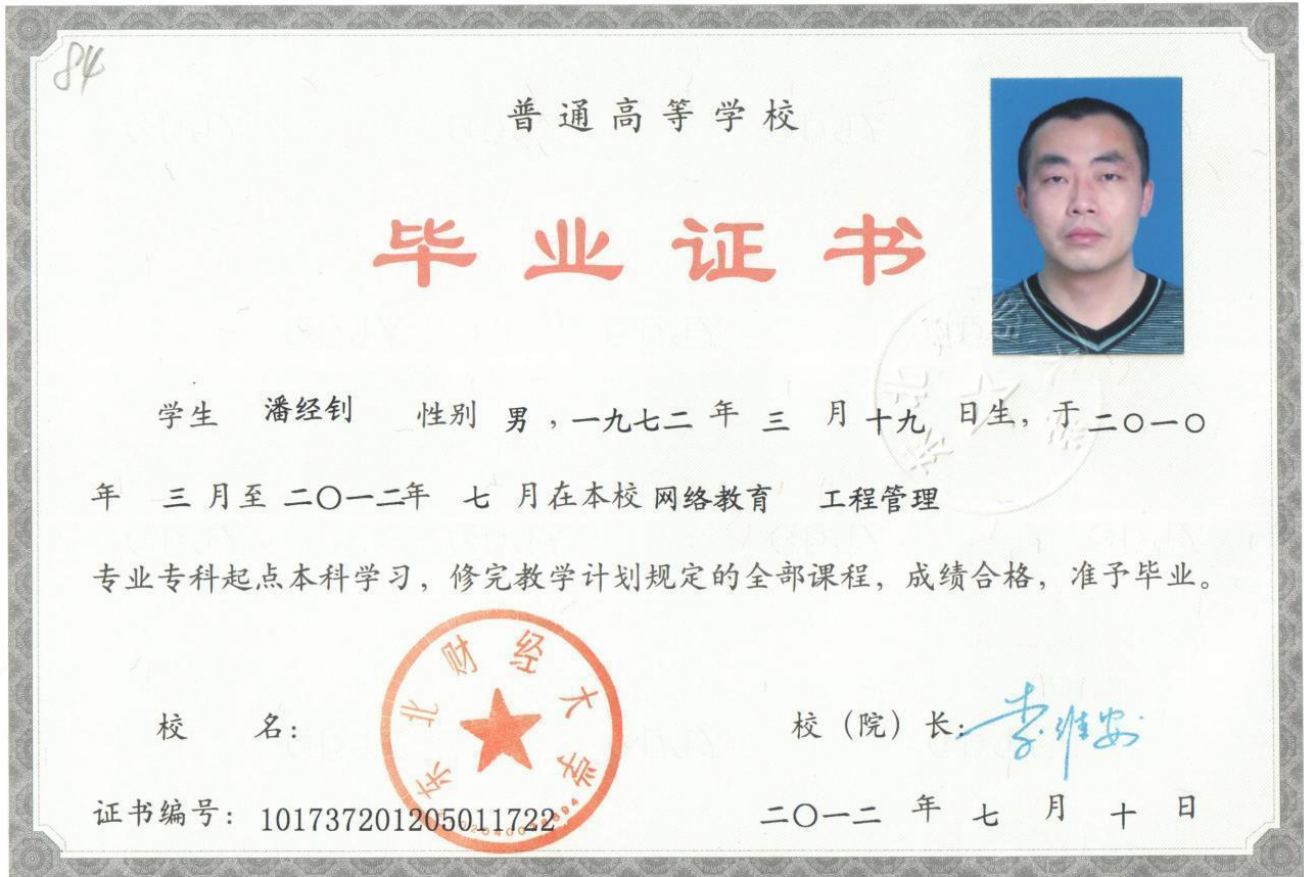 84
普通高等学校
毕业证书
学生 潘经钊 性别 男,一九七二 年 三 月 十九 日生,于二〇一〇
年 三 月至 二〇一二年 七 月在本校 网络教育 工程管理
专业专科起点本科学习,修完教学计划规定的全部课程,成绩合格,准予毕业。
东北财经大学
校 名:
校(院)长:李维安
证书编号:101737201205011722
二〇一二 年 七 月 十 日